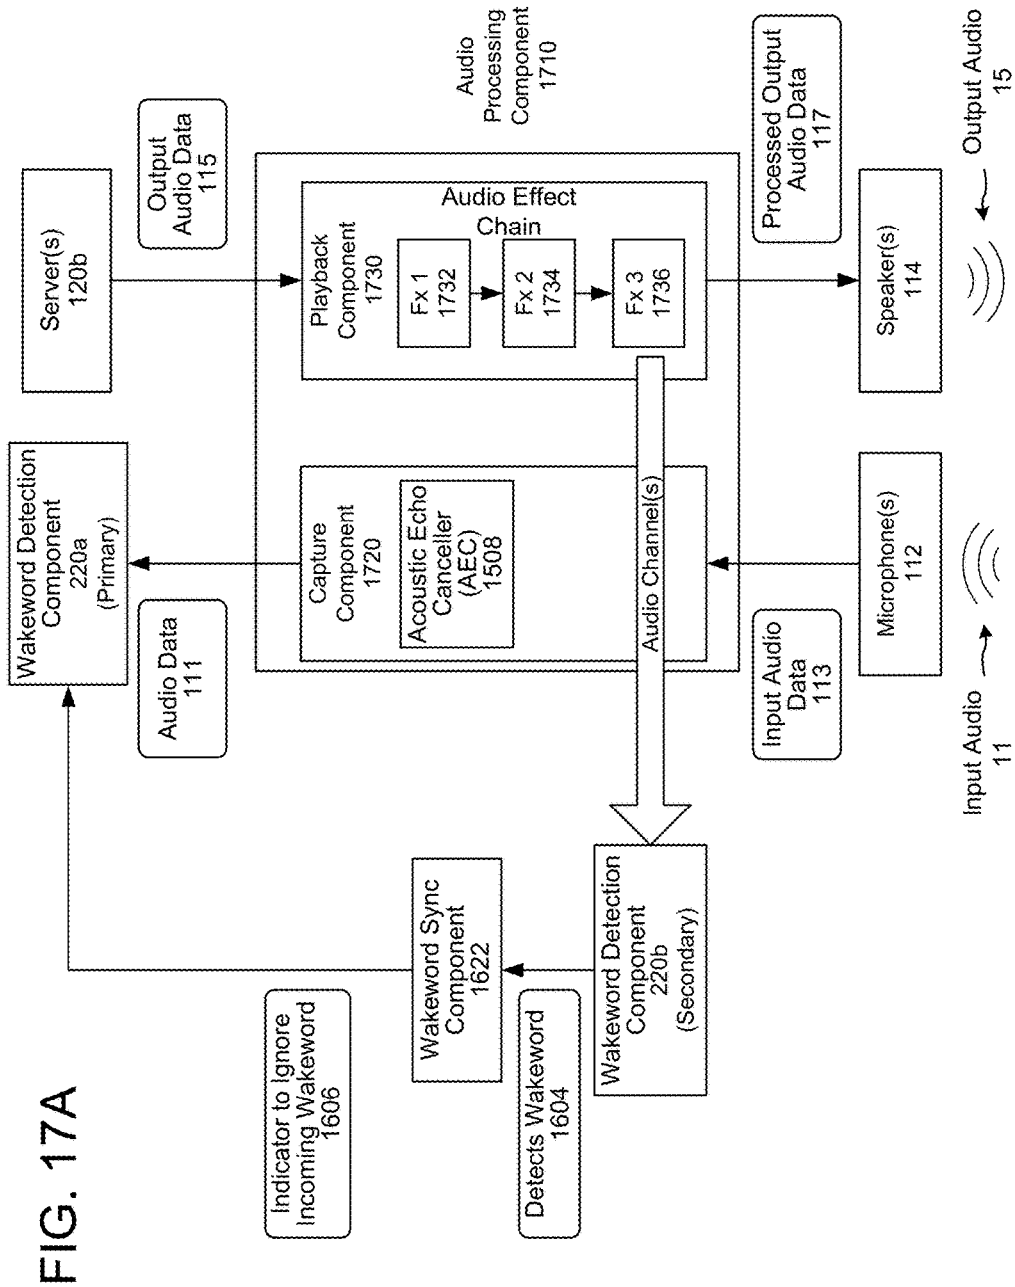 FIG. 17A
Server(s)
120b
Output
Audio Data
115
Wakeword Detection
Component
220a
(Primary)
Audio Data
111
Audio
Processing
Component
1710
Playback
Component
1730
Audio Effect
Chain
Fx 1
1732
Fx 2
1734
Fx 3
1736
Capture
Component
1720
Acoustic Echo
Canceller
(AEC)
1508
Audio Channel(s)
Indicator to Ignore
Incoming Wakeword
1606
Wakeword Sync
Component
1622
Detects Wakeword
1604
Wakeword Detection
Component
220b
(Secondary)
Input Audio
Data
113
Processed Output
Audio Data
117
Microphone(s)
112
Speaker(s)
114
Input Audio
11
Output Audio
15